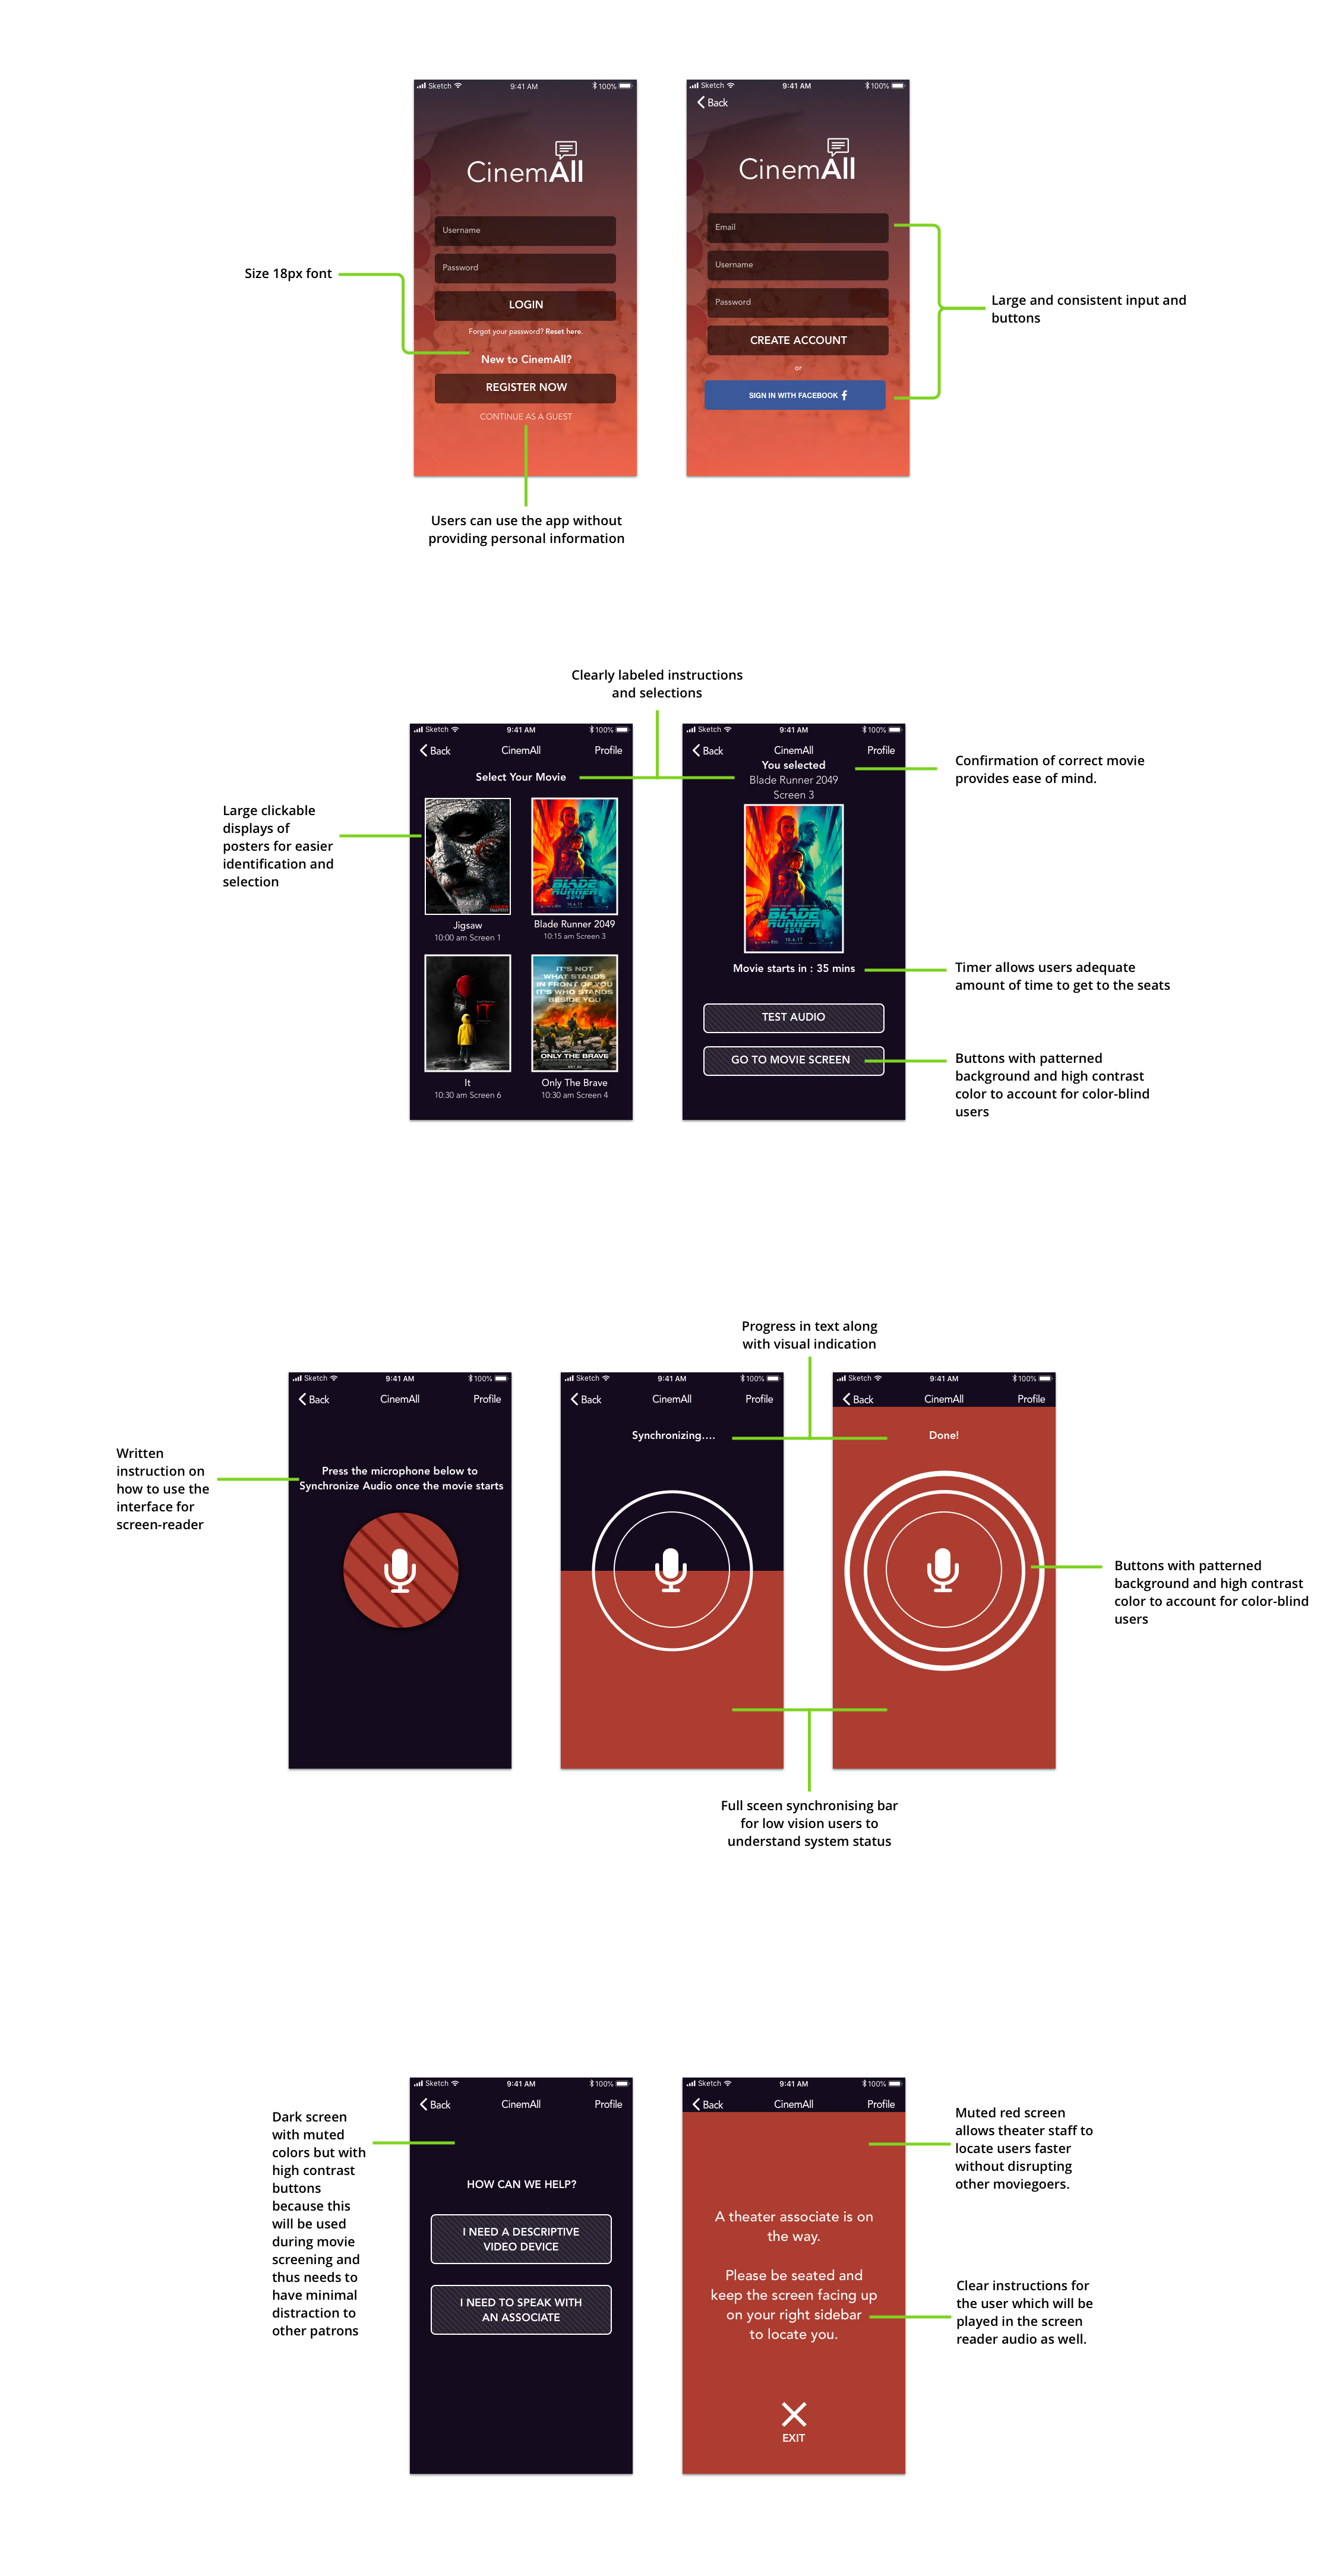 Sketch 9:41 AM 100%
CinemAll
Username
Password
LOGIN
Forgot your password? Reset here.
New to CinemAll?
REGISTER NOW
CONTINUE AS A GUEST
Size 18px font
Users can use the app without
providing personal information
Sketch 9:41 AM 100%
Back
CinemAll
Email
Username
Password
CREATE ACCOUNT
or
SIGN IN WITH FACEBOOK f
Large and consistent input and
buttons
Clearly labeled instructions
and selections
Sketch 9:41 AM 100%
Back CinemAll Profile
Select Your Movie
Large clickable
displays of
posters for easier
identification and
selection
BLADE
RUNNER
2049
Jigsaw
10:00 am Screen 1
Blade Runner 2049
10:15 am Screen 3
IT
IT'S NOT
WHAT STANDS
IN FRONT OF YOU
IT'S WHO STANDS
BESIDE YOU
ONLY THE BRAVE
It
10:30 am Screen 6
Only The Brave
10:30 am Screen 4
Sketch 9:41 AM 100%
Back CinemAll Profile
You selected
Blade Runner 2049
Screen 3
BLADE
RUNNER
2049
10.6.17
Movie starts in : 35 mins
TEST AUDIO
GO TO MOVIE SCREEN
Confirmation of correct movie
provides ease of mind.
Timer allows users adequate
amount of time to get to the seats
Buttons with patterned
background and high contrast
color to account for color-blind
users
Progress in text along
with visual indication
Sketch 9:41 AM 100%
Back CinemAll Profile
Press the microphone below to
Synchronize Audio once the movie starts
Written
instruction on
how to use the
interface for
screen-reader
Sketch 9:41 AM 100%
Back CinemAll Profile
Synchronizing....
Sketch 9:41 AM 100%
Back CinemAll Profile
Done!
Buttons with patterned
background and high contrast
color to account for color-blind
users
Full sceen synchronising bar
for low vision users to
understand system status
Sketch 9:41 AM 100%
Back CinemAll Profile
HOW CAN WE HELP?
I NEED A DESCRIPTIVE
VIDEO DEVICE
I NEED TO SPEAK WITH
AN ASSOCIATE
Dark screen
with muted
colors but with
high contrast
buttons
because this
will be used
during movie
screening and
thus needs to
have minimal
distraction to
other patrons
Sketch 9:41 AM 100%
Back CinemAll Profile
A theater associate is on
the way.
Please be seated and
keep the screen facing up
on your right sidebar
to locate you.
EXIT
Muted red screen
allows theater staff to
locate users faster
without disrupting
other moviegoers.
Clear instructions for
the user which will be
played in the screen
reader audio as well.